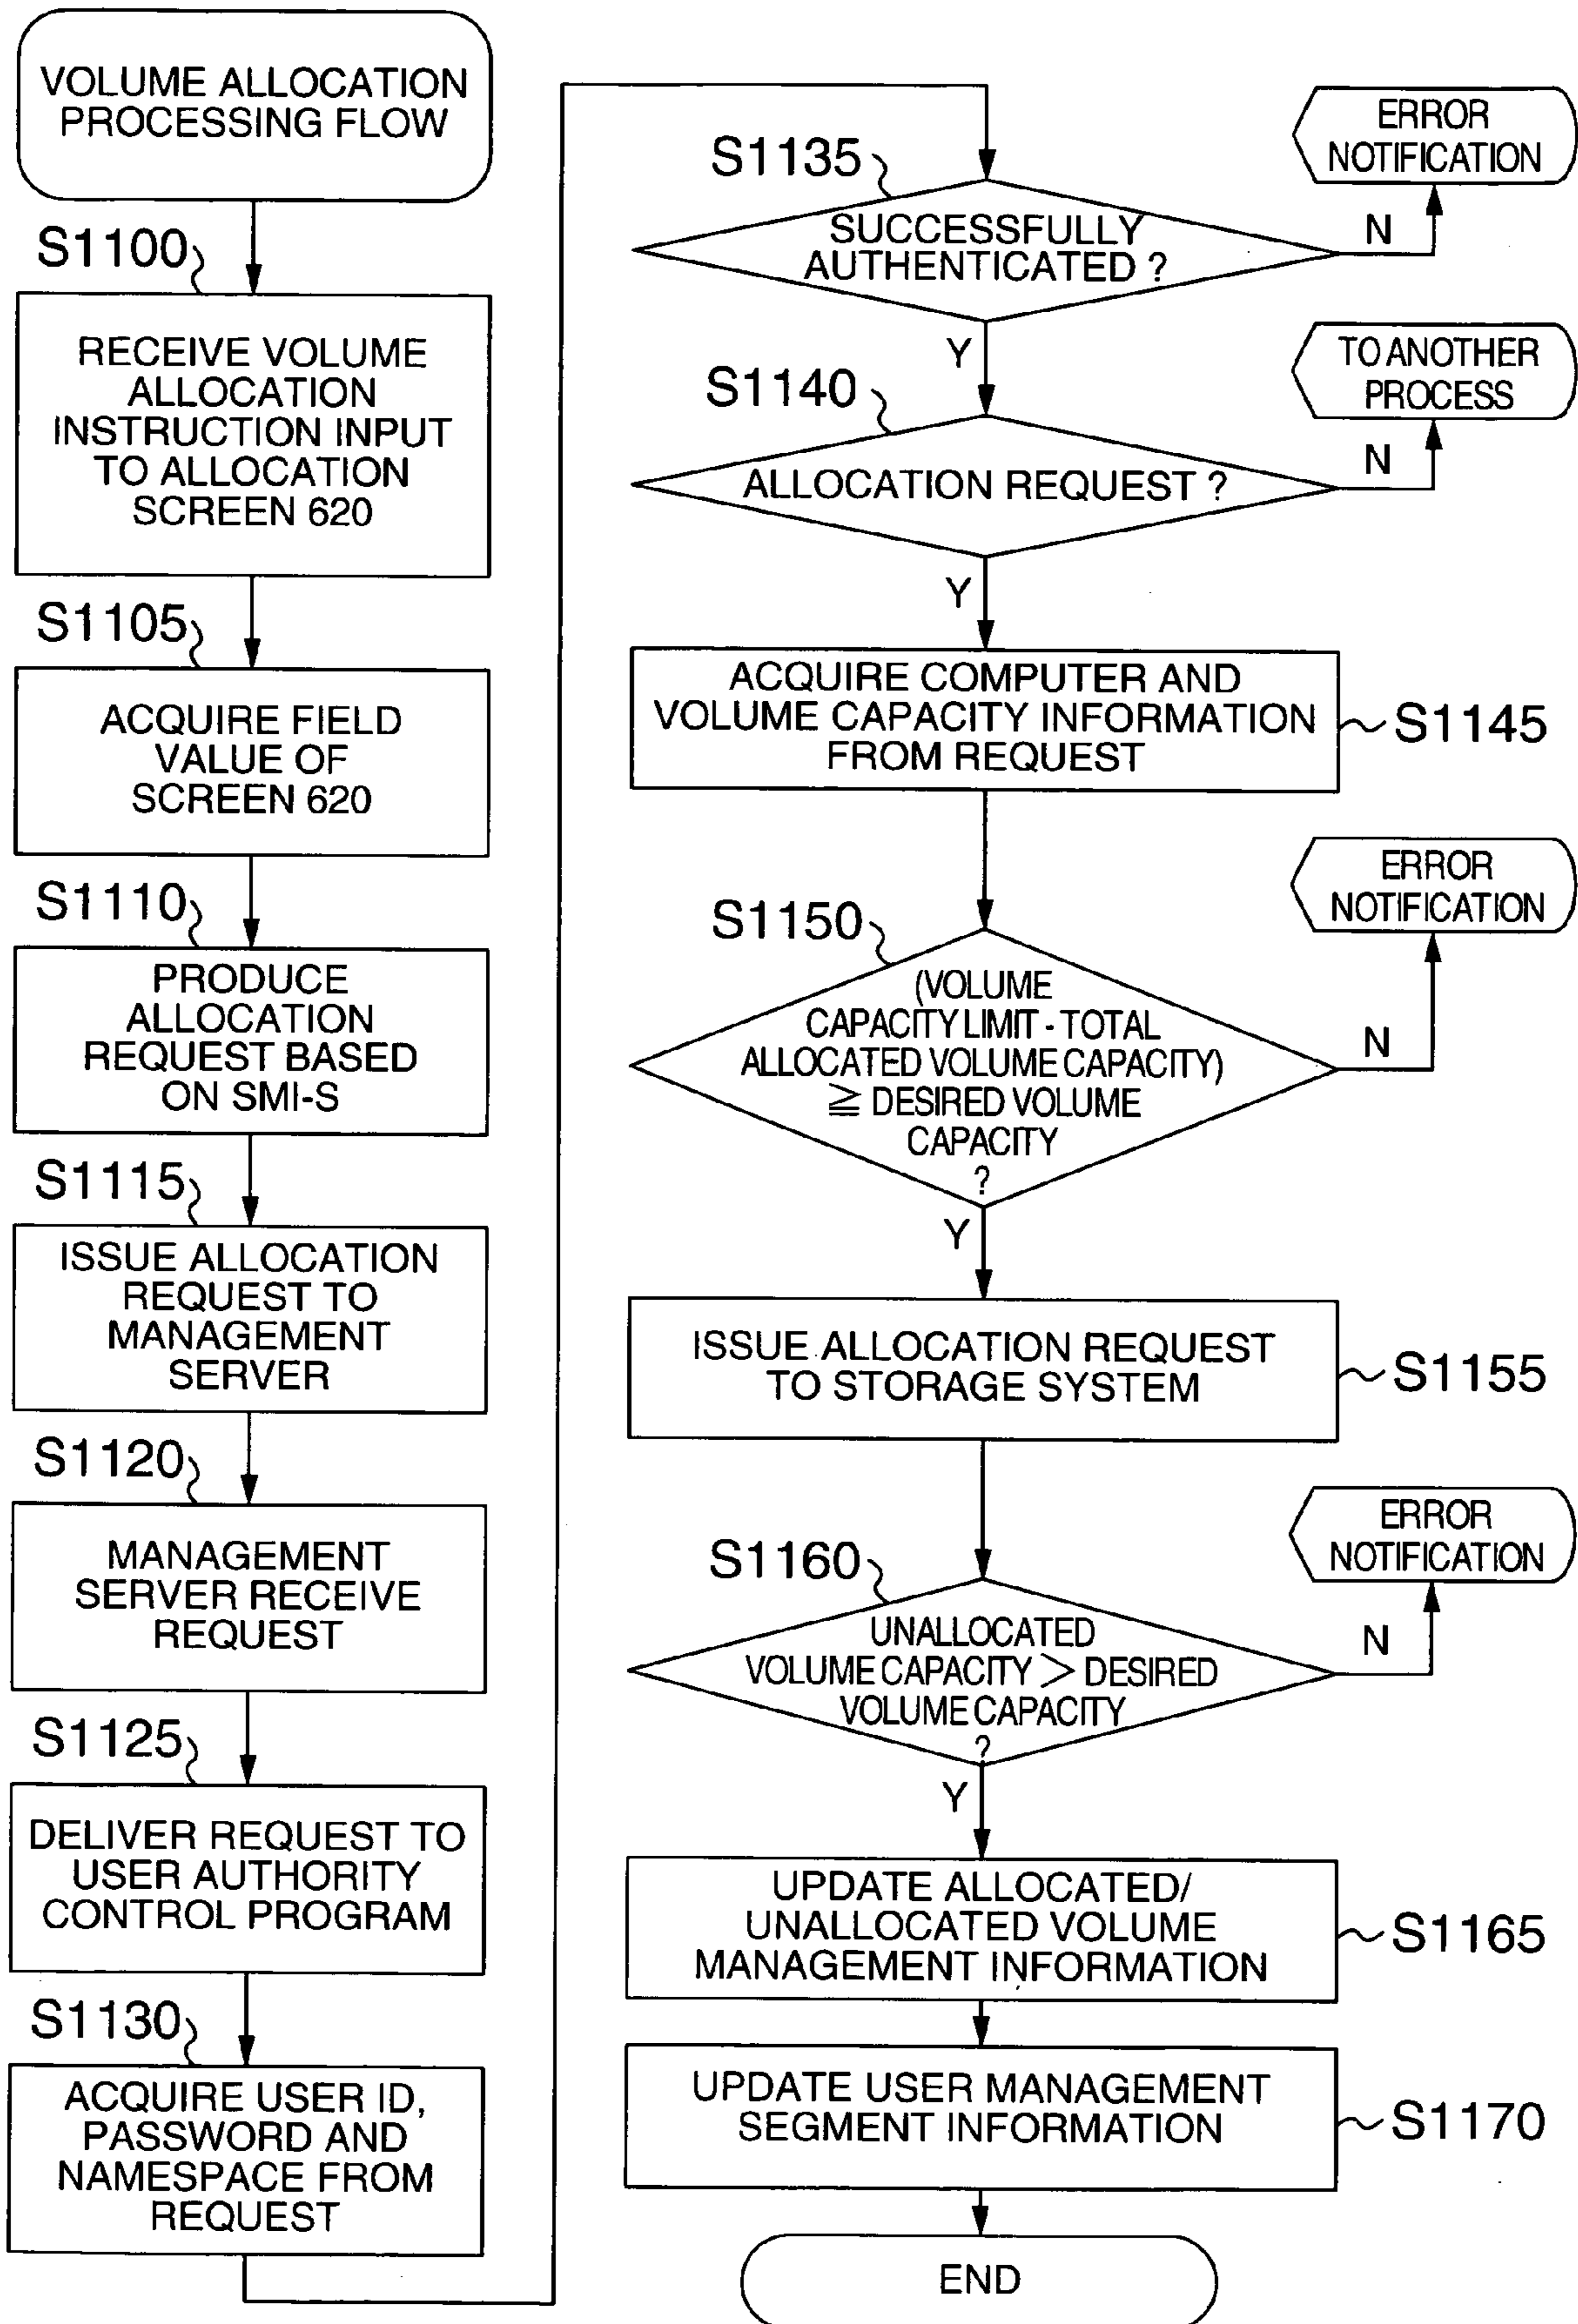 VOLUME ALLOCATION
PROCESSING FLOW
S1100
RECEIVE VOLUME
ALLOCATION
INSTRUCTION INPUT
TO ALLOCATION
SCREEN 620
S1105
ACQUIRE FIELD
VALUE OF
SCREEN 620
S1110
PRODUCE
ALLOCATION
REQUEST BASED
ON SMI-S
S1115
ISSUE ALLOCATION
REQUEST TO
MANAGEMENT
SERVER
S1120
MANAGEMENT
SERVER RECEIVE
REQUEST
S1125
DELIVER REQUEST TO
USER AUTHORITY
CONTROL PROGRAM
S1130
ACQUIRE USER ID,
PASSWORD AND
NAMESPACE FROM
REQUEST
S1135
SUCCESSFULLY
AUTHENTICATED ?
N
ERROR
NOTIFICATION
Y
S1140
ALLOCATION REQUEST ?
N
TO ANOTHER
PROCESS
Y
ACQUIRE COMPUTER AND
VOLUME CAPACITY INFORMATION
FROM REQUEST
S1145
S1150
(VOLUME
CAPACITY LIMIT - TOTAL
ALLOCATED VOLUME CAPACITY)
≧ DESIRED VOLUME
CAPACITY
?
N
ERROR
NOTIFICATION
Y
ISSUE ALLOCATION REQUEST
TO STORAGE SYSTEM
S1155
S1160
UNALLOCATED
VOLUME CAPACITY > DESIRED
VOLUME CAPACITY
?
N
ERROR
NOTIFICATION
Y
UPDATE ALLOCATED/
UNALLOCATED VOLUME
MANAGEMENT INFORMATION
S1165
UPDATE USER MANAGEMENT
SEGMENT INFORMATION
S1170
END